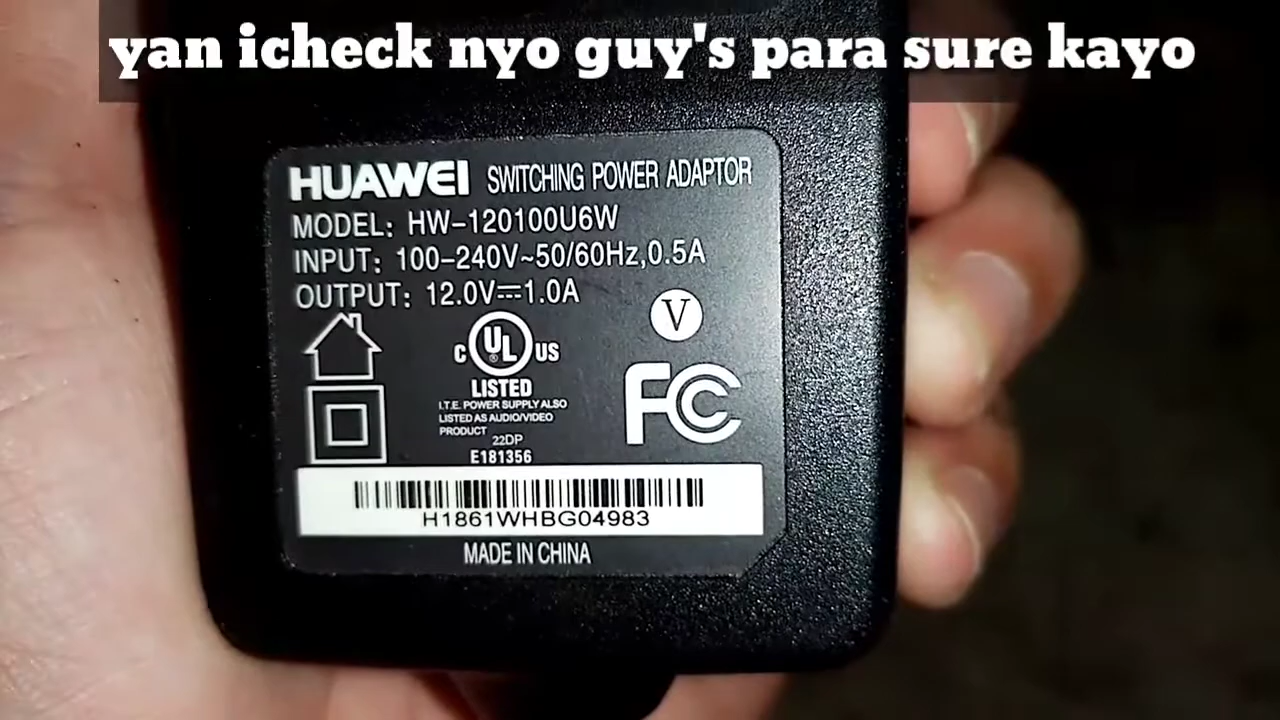 yan icheck nyo guy's para sure kayo
HUAWEI SWITCHING POWER ADAPTOR
MODEL: HW-120100U6W
INPUT: 100-240V~50/60Hz,0.5A
OUTPUT: 12.0V⎓1.0A
V
C UL® US
LISTED
I.T.E. POWER SUPPLY ALSO
LISTED AS AUDIO/VIDEO
PRODUCT
22DP
E181356
FC
H1861WHBG04983
MADE IN CHINA